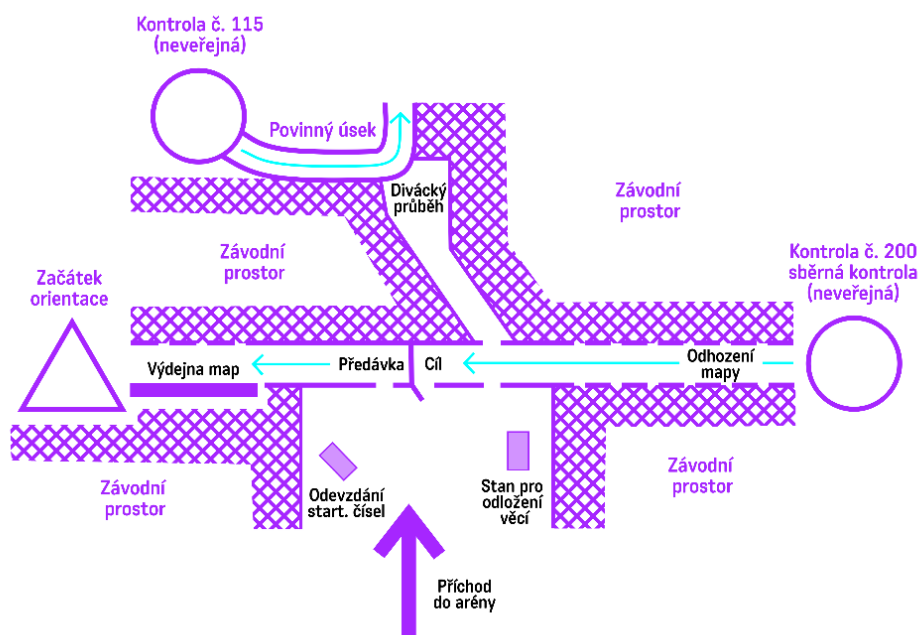 Kontrola č. 115
(neveřejná)
Povinný úsek
Divácký
průběh
Závodní
prostor
Závodní
prostor
Kontrola č. 200
sběrná kontrola
(neveřejná)
Začátek
orientace
Výdejna map
Předávka
Cíl
Odhození
mapy
Závodní
prostor
Odevzdání
start. čísel
Stan pro
odložení
věcí
Závodní
prostor
Příchod
do arény